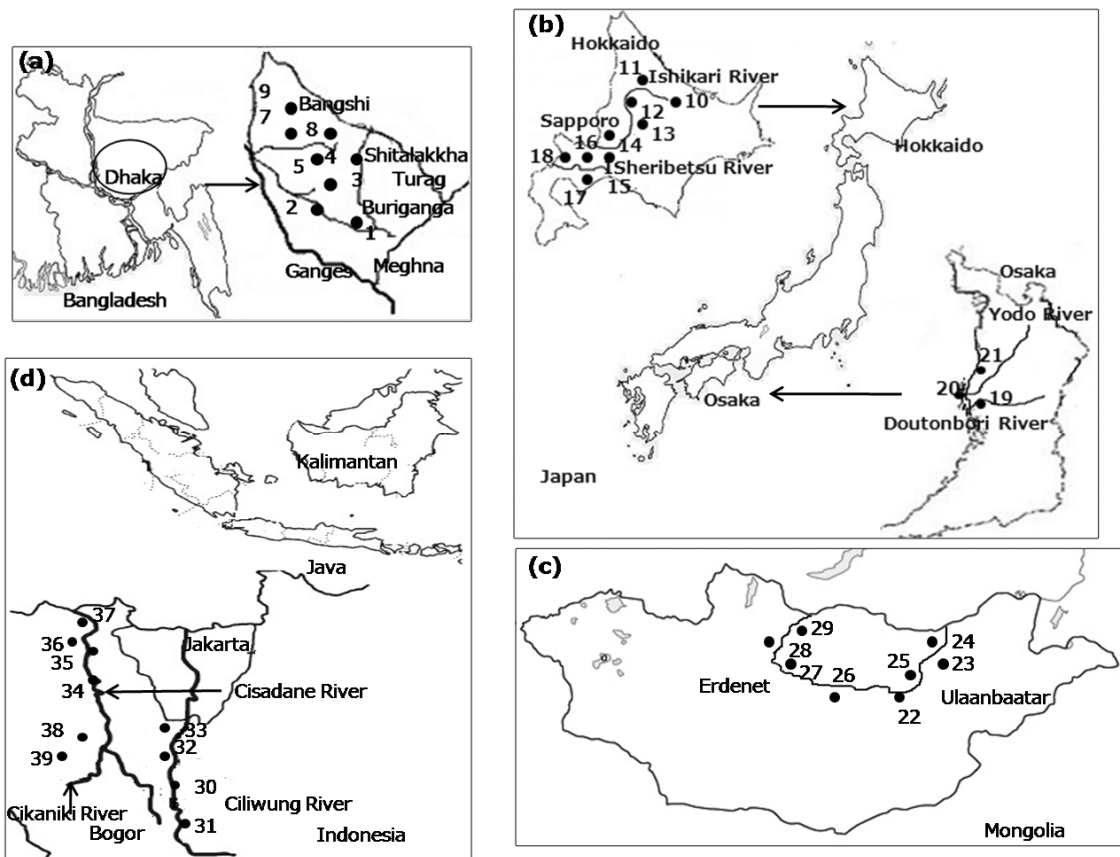 (a)
Dhaka
Bangladesh
9
Bangshi
7
8
4
5
Shitalakkha
3
Turag
2
Buriganga
1
Ganges
Meghna
(b)
Hokkaido
11
Ishikari River
10
12
Sapporo
13
16
14
18
Sheribetsu River
15
17
Hokkaido
Osaka
Yodo River
21
20
19
Doutonbori River
Osaka
Japan
(d)
Kalimantan
Java
37
Jakarta
36
35
34
Cisadane River
33
38
32
39
30
Cikaniki River
Ciliwung River
Bogor
31
Indonesia
(c)
29
24
28
23
27
25
Erdenet
26
Ulaanbaatar
22
Mongolia